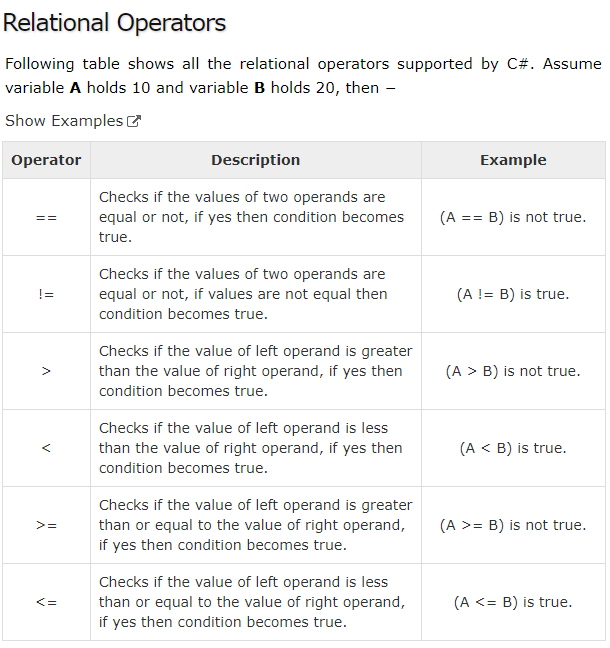 Relational Operators
Following table shows all the relational operators supported by C#. Assume
variable A holds 10 and variable B holds 20, then −
Show Examples
Operator Description Example
Checks if the values of two operands are
== equal or not, if yes then condition becomes (A == B) is not true.
true.
Checks if the values of two operands are
!= equal or not, if values are not equal then (A != B) is true.
condition becomes true.
Checks if the value of left operand is greater
> than the value of right operand, if yes then (A > B) is not true.
condition becomes true.
Checks if the value of left operand is less
< than the value of right operand, if yes then (A < B) is true.
condition becomes true.
Checks if the value of left operand is greater
>= than or equal to the value of right operand, (A >= B) is not true.
if yes then condition becomes true.
Checks if the value of left operand is less
<= than or equal to the value of right operand, (A <= B) is true.
if yes then condition becomes true.